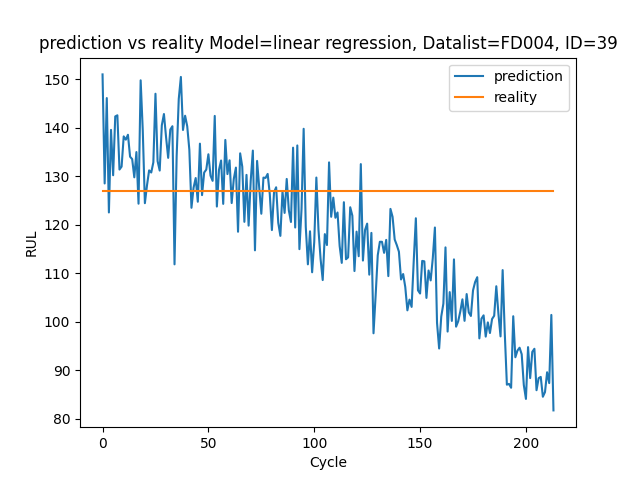 prediction vs reality Model=linear regression, Datalist=FD004, ID=39
prediction
reality
RUL
150
140
130
120
110
100
90
80
0
50
100
150
200
Cycle